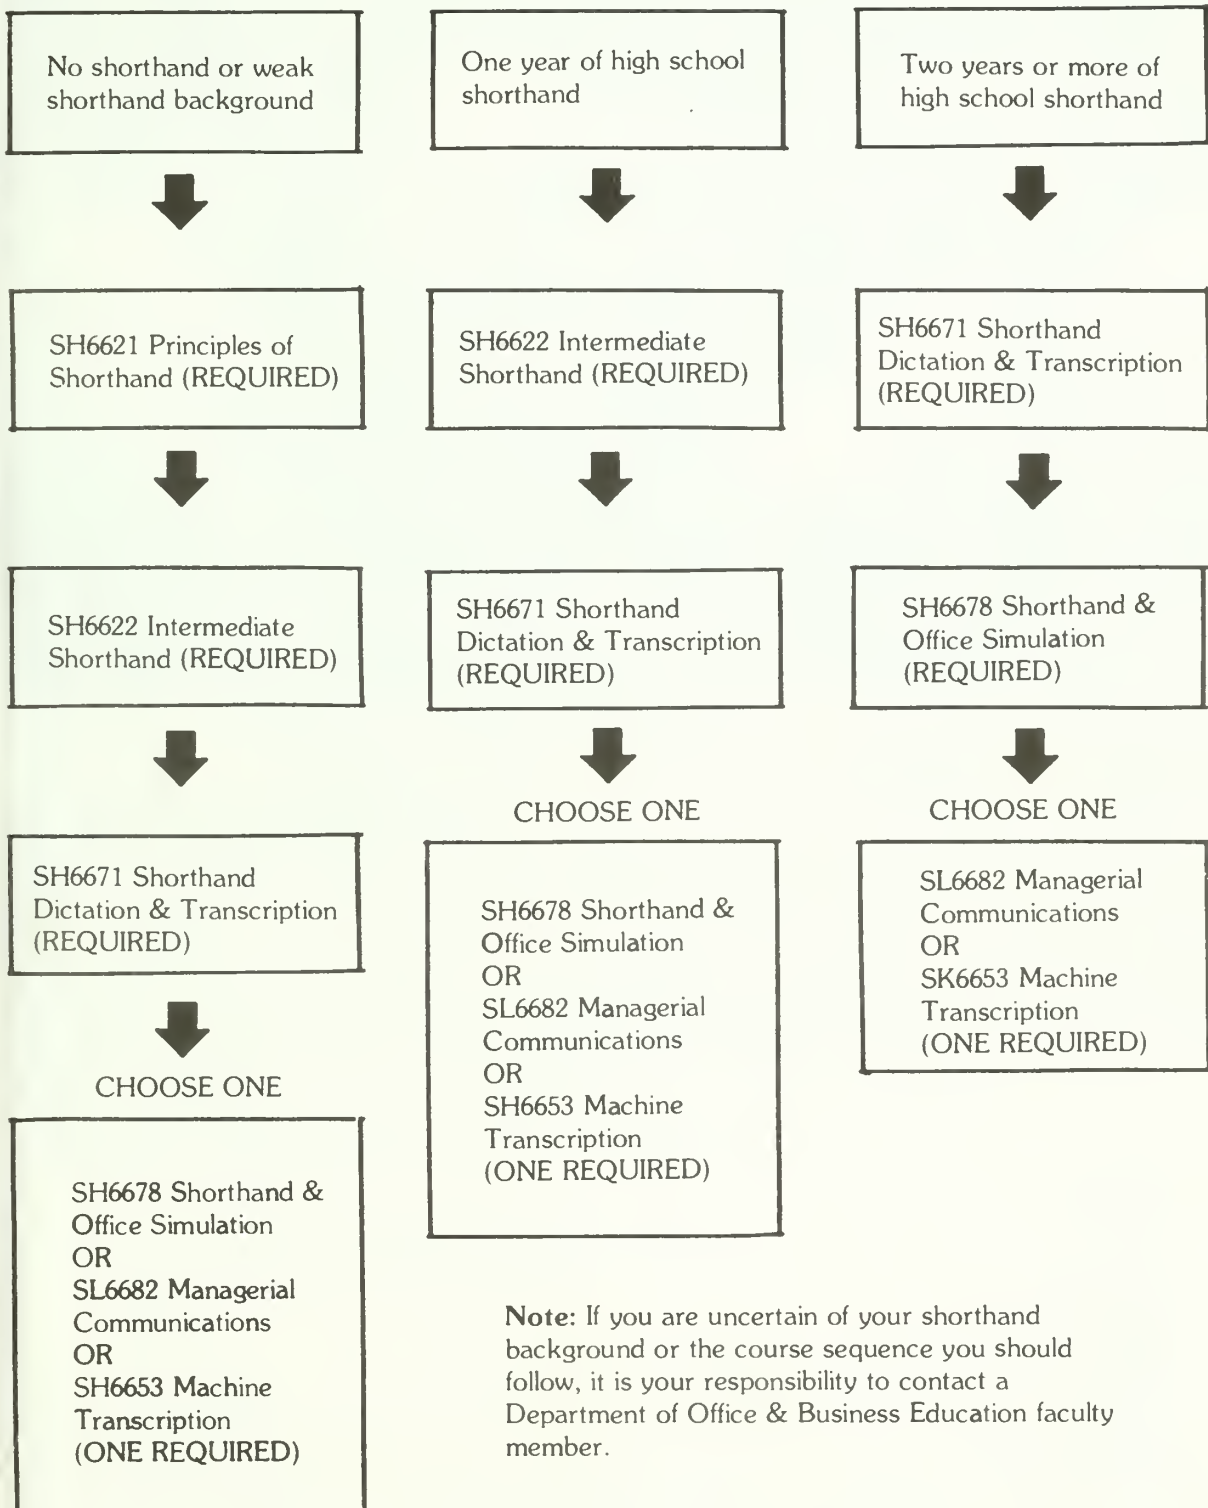 No shorthand or weak
shorthand background
SH6621 Principles of
Shorthand (REQUIRED)
SH6622 Intermediate
Shorthand (REQUIRED)
SH6671 Shorthand
Dictation & Transcription
(REQUIRED)
CHOOSE ONE
SH6678 Shorthand &
Office Simulation
OR
SL6682 Managerial
Communications
OR
SH6653 Machine
Transcription
(ONE REQUIRED)
One year of high school
shorthand
SH6622 Intermediate
Shorthand (REQUIRED)
SH6671 Shorthand
Dictation & Transcription
(REQUIRED)
CHOOSE ONE
SH6678 Shorthand &
Office Simulation
OR
SL6682 Managerial
Communications
OR
SH6653 Machine
Transcription
(ONE REQUIRED)
Two years or more of
high school shorthand
SH6671 Shorthand
Dictation & Transcription
(REQUIRED)
SH6678 Shorthand &
Office Simulation
(REQUIRED)
CHOOSE ONE
SL6682 Managerial
Communications
OR
SK6653 Machine
Transcription
(ONE REQUIRED)
Note: If you are uncertain of your shorthand
background or the course sequence you should
follow, it is your responsibility to contact a
Department of Office & Business Education faculty
member.